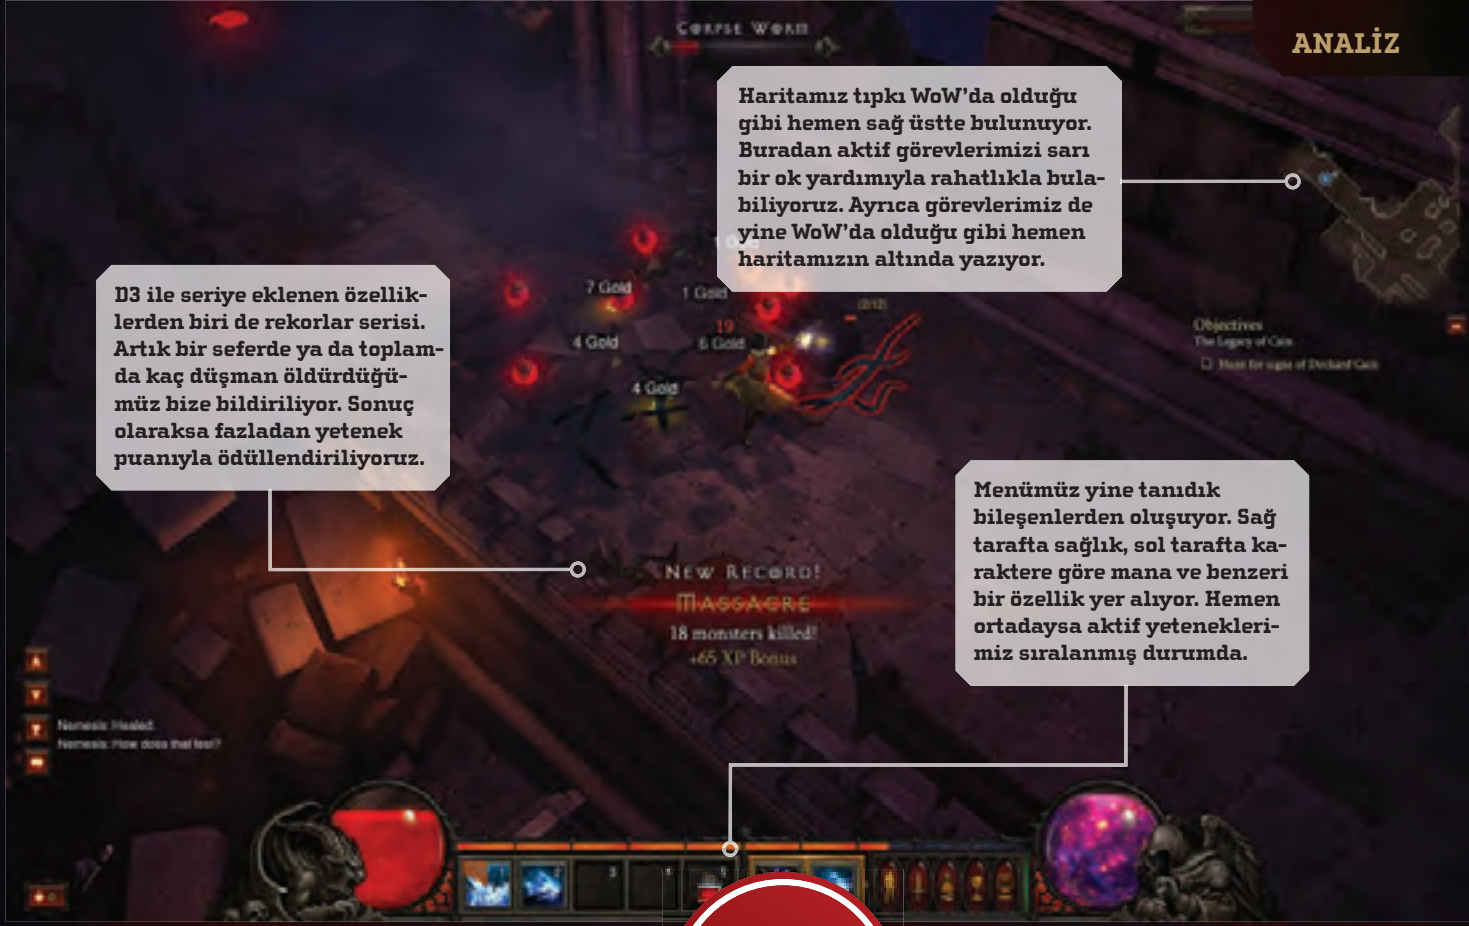 CORPSE WORM
ANALİZ
Haritamız tıpkı WoW'da olduğu
gibi hemen sağ üstte bulunuyor.
Buradan aktif görevlerimizi sarı
bir ok yardımıyla rahatlıkla bula-
biliyoruz. Ayrıca görevlerimiz de
yine WoW'da olduğu gibi hemen
haritamızın altında yazıyor.
D3 ile seriye eklenen özellik-
lerden biri de rekorlar serisi.
Artık bir seferde ya da toplam-
da kaç düşman öldürdüğü-
müz bize bildiriliyor. Sonuç
olaraksa fazladan yetenek
puanıyla ödüllendiriliyoruz.
7 Gold
1 Gold
19
4 Gold
6 Gold
4 Gold
Objectives
The Legacy of Cain
Hunt for signs of Deckard Cain
Menümüz yine tanıdık
bileşenlerden oluşuyor. Sağ
tarafta sağlık, sol tarafta ka-
raktere göre mana ve benzeri
bir özellik yer alıyor. Hemen
ortadaysa aktif yetenekleri-
miz sıralanmış durumda.
NEW RECORD!
MASSACRE
18 monsters killed!
+65 XP Bonus
Nemesis: Healed.
Nemesis: How does that feel?